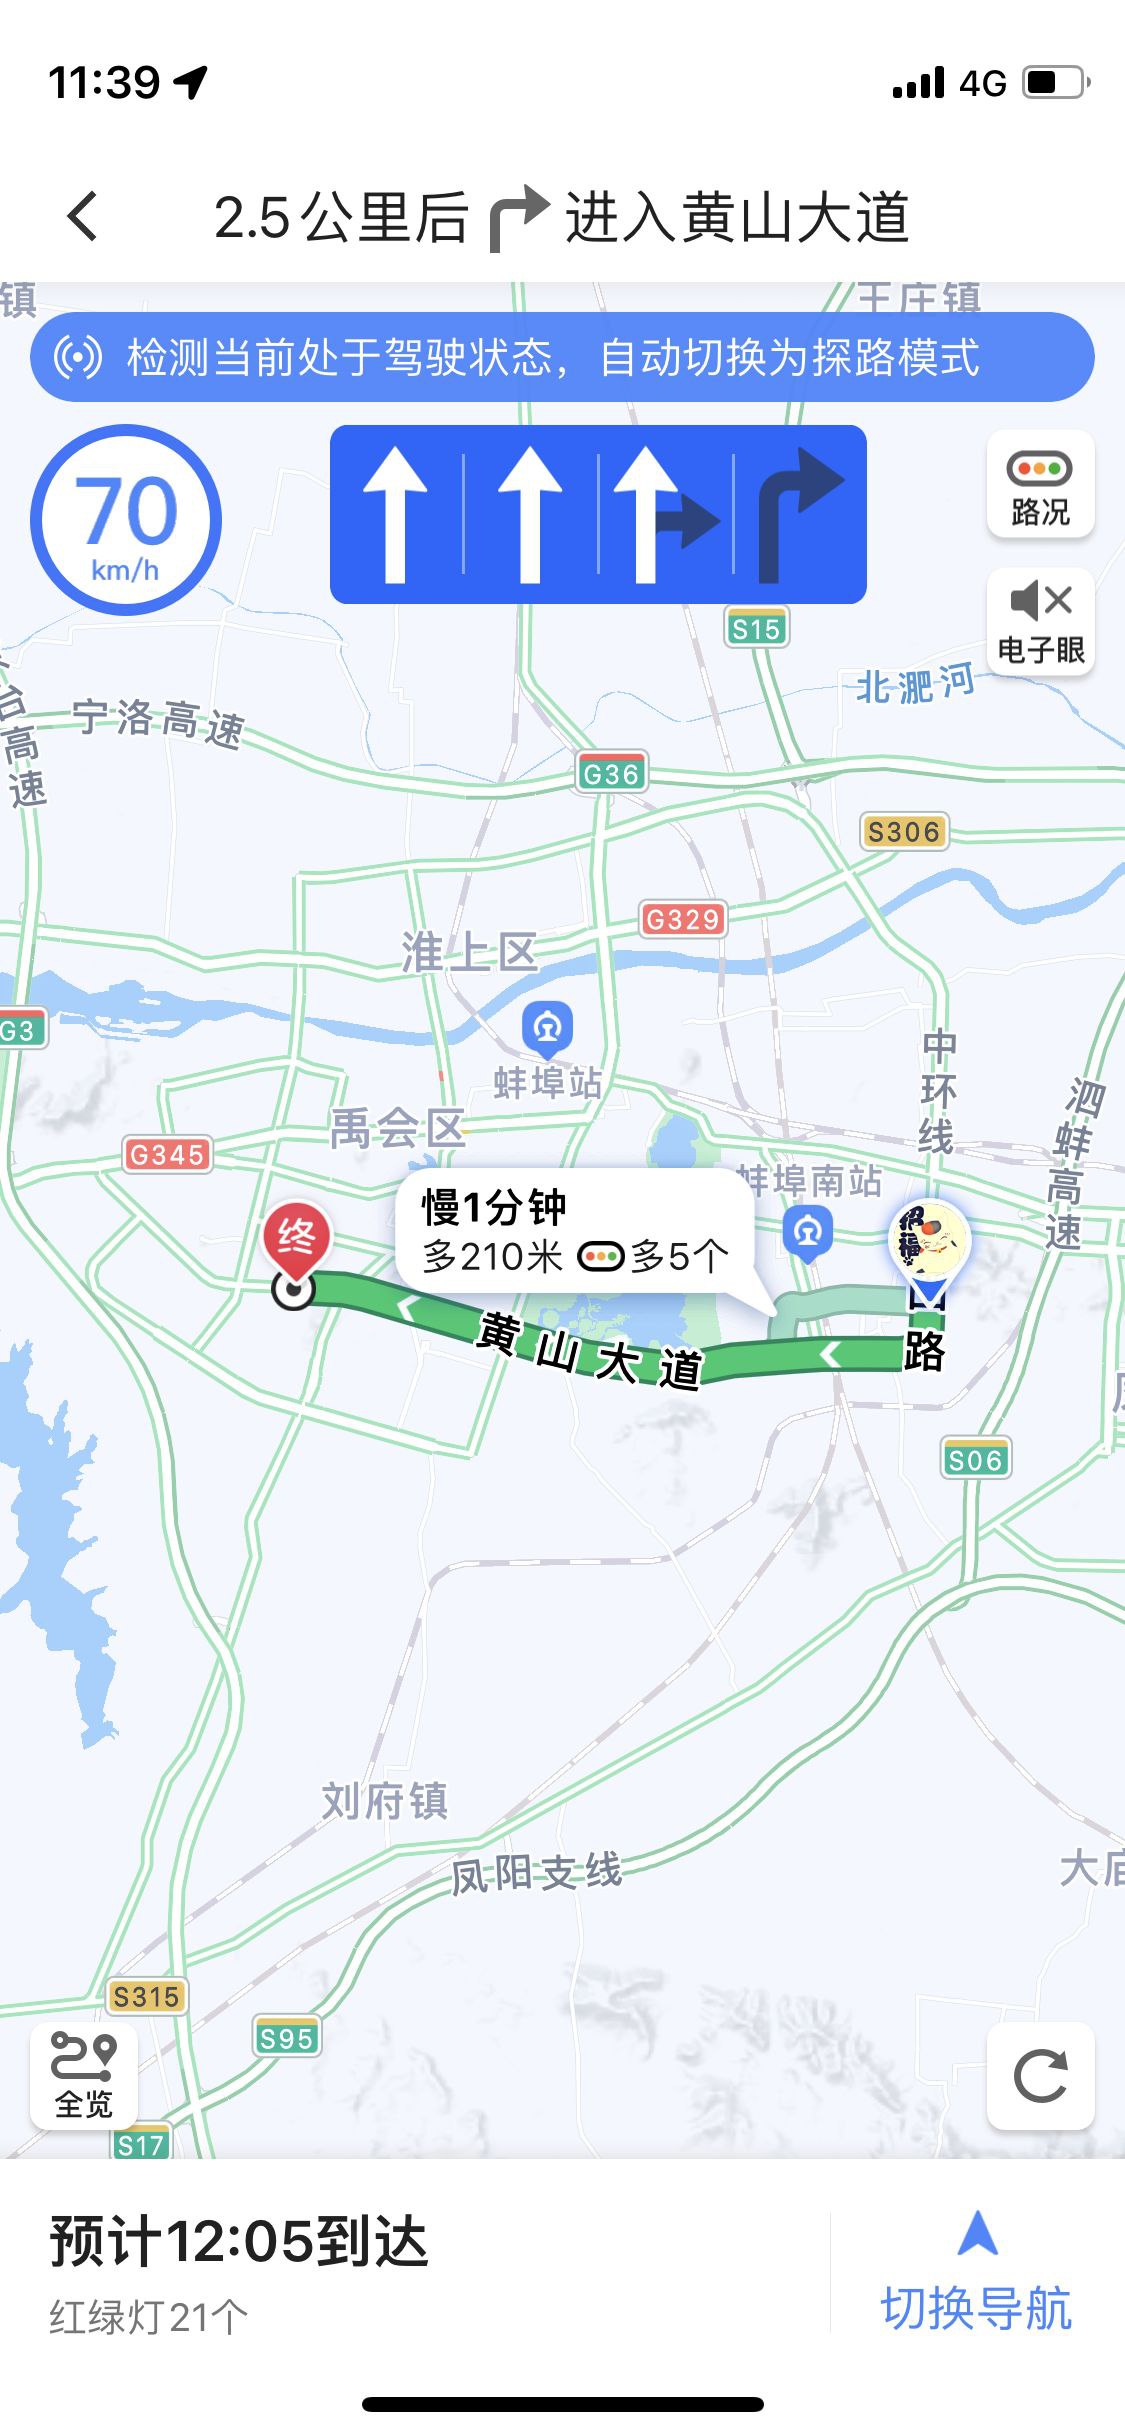 11:39
4G
2.5公里后 进入黄山大道
镇
王庄镇
检测当前处于驾驶状态，自动切换为探路模式
70
km/h
路况
电子眼
S15
北淝河
宁洛高速
台高速
G36
S306
G329
淮上区
G3
蚌埠站
中环线
泗蚌高速
禹会区
G345
蚌埠南站
慢1分钟
多210米 多5个
终
招福
黄山大道
路
S06
刘府镇
凤阳支线
大庙
S315
S95
全览
S17
预计12:05到达
红绿灯21个
切换导航